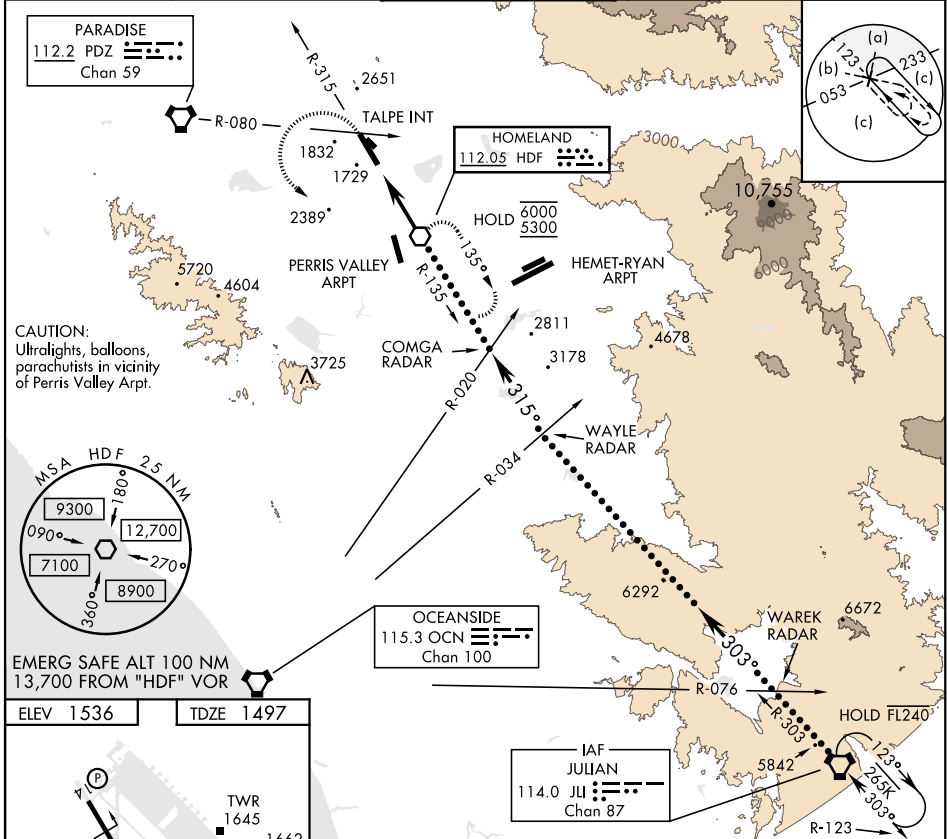 PARADISE
112.2 PDZ
Chan 59
R-315
2651
(a)
123
233
(b)
(c)
053
(c)
R-080
TALPE INT
1832
1729
2389
HOMELAND
112.05 HDF
3000
HOLD 6000
5300
10,755
9000
6000
5720
4604
PERRIS VALLEY
ARPT
R-135
135°
HEMET-RYAN
ARPT
CAUTION:
Ultralights, balloons,
parachutists in vicinity
of Perris Valley Arpt.
3725
COMGA
RADAR
2811
3178
4678
R-020
315°
WAYLE
RADAR
R-034
MSA HDF 25 NM
180°
9300
12,700
090°
270°
7100
8900
360°
6292
6672
WAREK
RADAR
OCEANSIDE
115.3 OCN
Chan 100
303°
R-076
R-303
HOLD FL240
EMERG SAFE ALT 100 NM
13,700 FROM "HDF" VOR
ELEV 1536
TDZE 1497
IAF
JULIAN
114.0 JLI
Chan 87
5842
123°
265K
303°
R-123
P
14
TWR
1645
1662